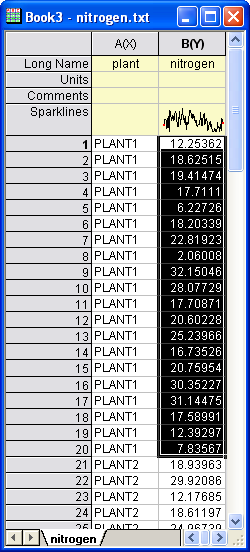 Book3 - nitrogen.txt
A(X) B(Y)
Long Name plant nitrogen
Units
Comments
Sparklines
1 PLANT1 12.25362
2 PLANT1 18.62515
3 PLANT1 19.41474
4 PLANT1 17.7111
5 PLANT1 6.22726
6 PLANT1 18.20339
7 PLANT1 22.81923
8 PLANT1 2.06008
9 PLANT1 32.15046
10 PLANT1 28.07729
11 PLANT1 17.70871
12 PLANT1 20.60228
13 PLANT1 25.23966
14 PLANT1 16.73526
15 PLANT1 20.75954
16 PLANT1 30.35227
17 PLANT1 31.14475
18 PLANT1 17.58991
19 PLANT1 12.39297
20 PLANT1 7.83567
21 PLANT2 18.93963
22 PLANT2 29.92086
23 PLANT2 12.17685
24 PLANT2 18.61197
25 PLANT2
nitrogen